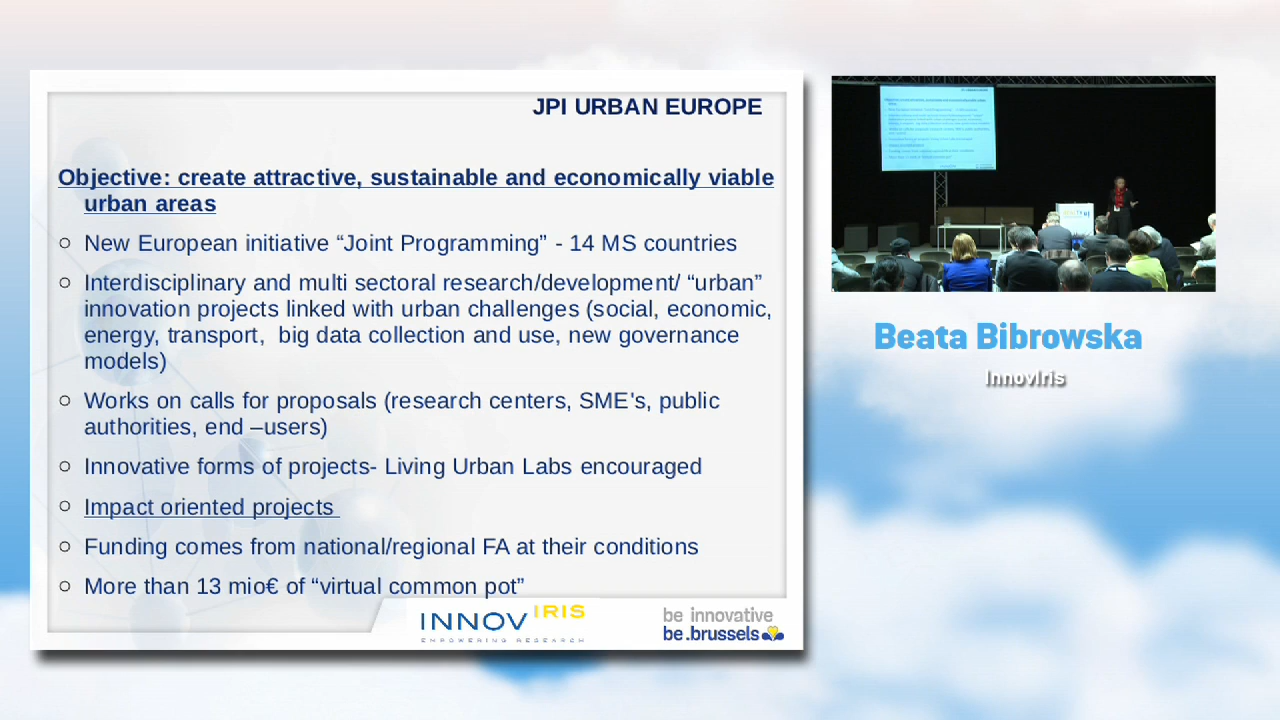 JPI URBAN EUROPE
Objective: create attractive, sustainable and economically viable
urban areas
New European initiative “Joint Programming” - 14 MS countries
Interdisciplinary and multi sectoral research/development/ “urban”
innovation projects linked with urban challenges (social, economic,
energy, transport,  big data collection and use, new governance
models)
Works on calls for proposals (research centers, SME's, public
authorities, end –users)
Innovative forms of projects- Living Urban Labs encouraged
Impact oriented projects
Funding comes from national/regional FA at their conditions
More than 13 mio€ of “virtual common pot”
INNOVIRIS
EMPOWERING RESEARCH
be innovative
be.brussels
Beata Bibrowska
InnovIris